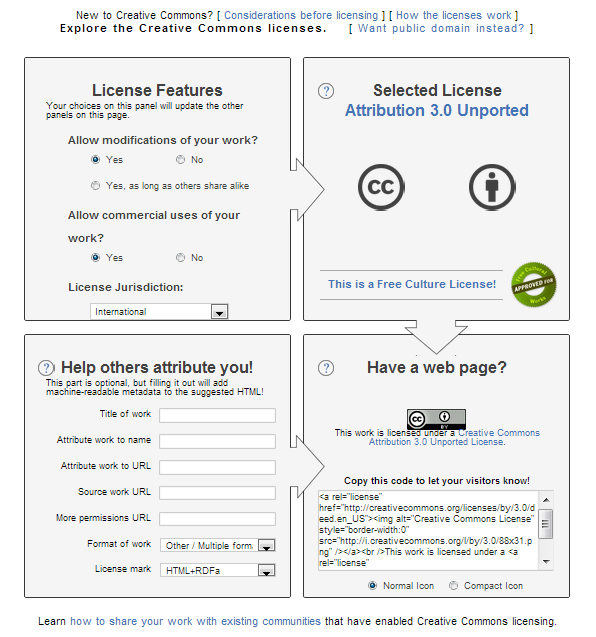 New to Creative Commons? [ Considerations before licensing ] [ How the licenses work ]
Explore the Creative Commons licenses. [ Want public domain instead? ]
License Features
Your choices on this panel will update the other
panels on this page.
Allow modifications of your work?
Yes No
Yes, as long as others share alike
Allow commercial uses of your
work?
Yes No
License Jurisdiction:
International
? Selected License
Attribution 3.0 Unported
cc
This is a Free Culture License!
Free Cultural
APPROVED FOR
Works
? Help others attribute you!
This part is optional, but filling it out will add
machine-readable metadata to the suggested HTML!
Title of work
Attribute work to name
Attribute work to URL
Source work URL
More permissions URL
Format of work Other / Multiple form
License mark HTML+RDFa
? Have a web page?
cc
BY
This work is licensed under a Creative Commons
Attribution 3.0 Unported License.
Copy this code to let your visitors know!
<a rel="license"
href="http://creativecommons.org/licenses/by/3.0/d
eed.en_US"><img alt="Creative Commons License"
style="border-width:0"
src="http://i.creativecommons.org/l/by/3.0/88x31.p
ng" /></a><br />This work is licensed under a <a
rel="license"
Normal Icon Compact Icon
Learn how to share your work with existing communities that have enabled Creative Commons licensing.